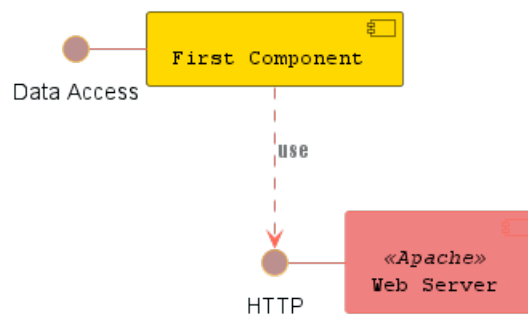 First Component
Data Access
use
«Apache»
Web Server
HTTP